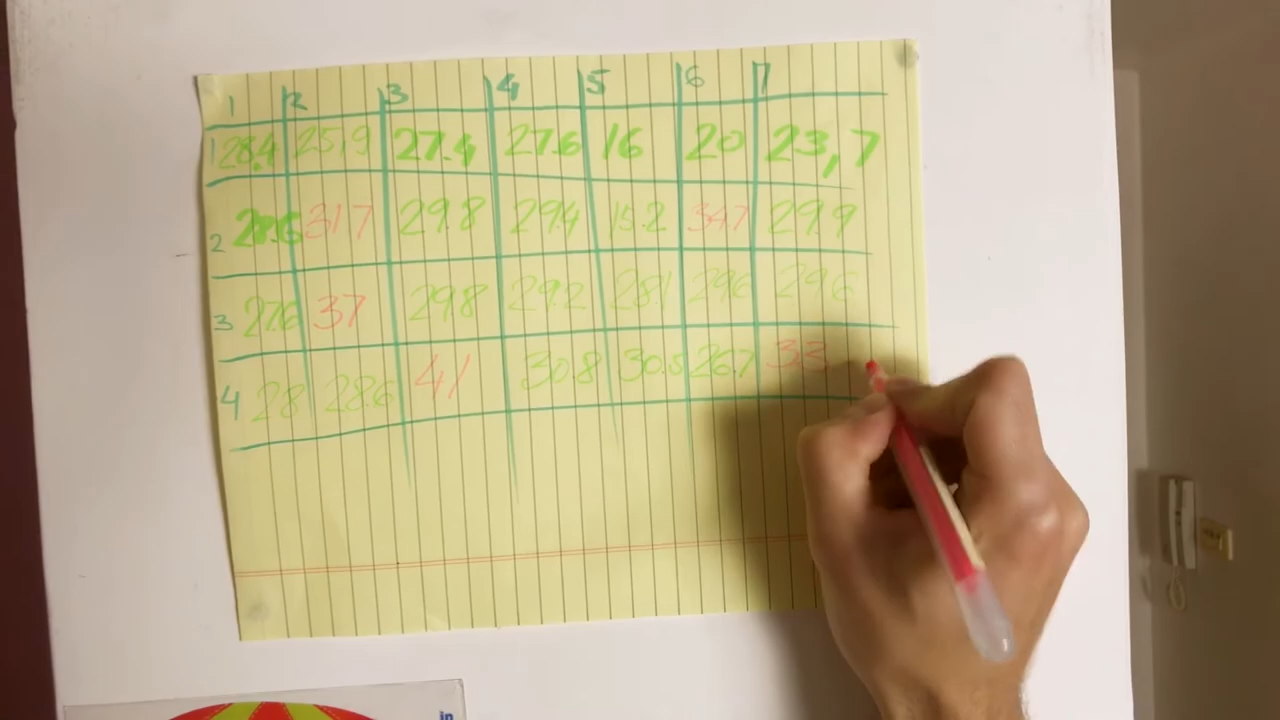 1 2 3 4 5 6 7
1 28.4 25,9 27.4 27.6 16 20 23,7
2 28.6 31 7 29.8 29.4 15.2 34.7 29.9
3 27.6 37 29.8 29.2 28.1 29.6 29.6
4 28 28.6 41 30.8 30.5 26.7 33
in